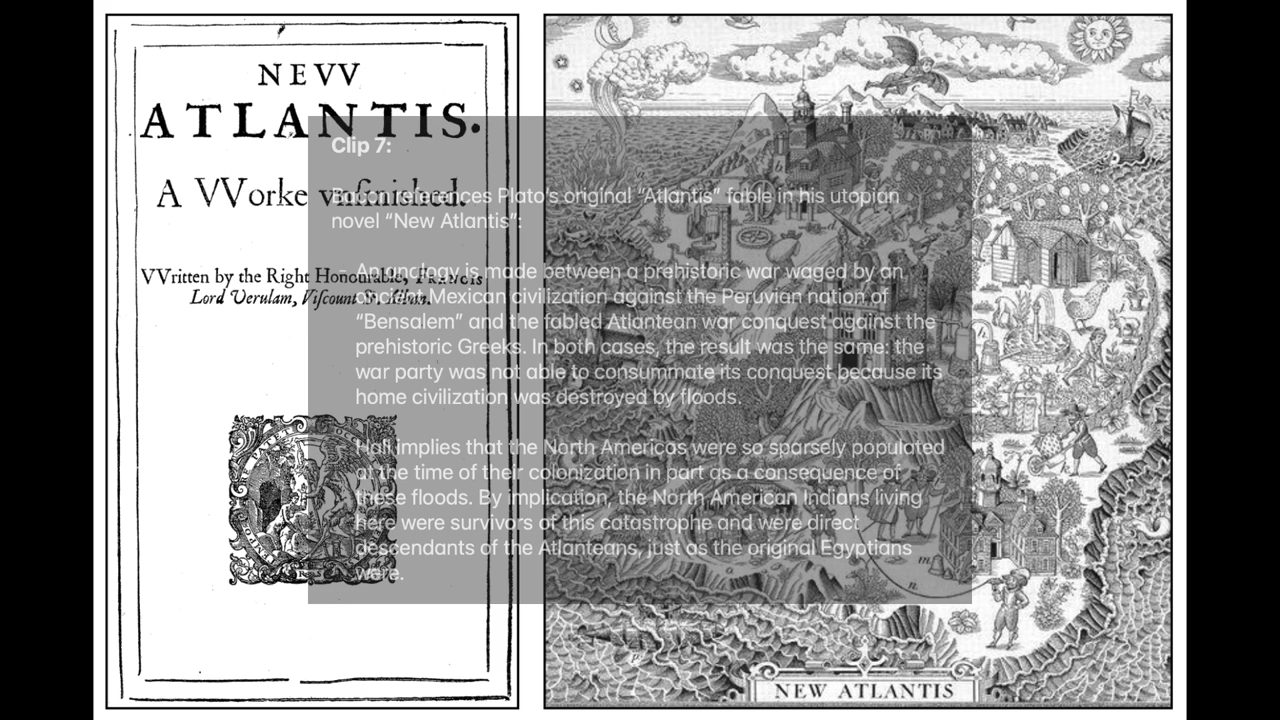 NEVV
ATLANTIS.
A VVorke vnfinished.
VVritten by the Right Honourable, FRANCIS
Lord Verulam, Viscount St. Albans.
Clip 7:
Bacon references Plato's original “Atlantis” fable in his utopian
novel “New Atlantis”:
- An analogy is made between a prehistoric war waged by an
ancient Mexican civilization against the Peruvian nation of
“Bensalem” and the fabled Atlantean war conquest against the
prehistoric Greeks. In both cases, the result was the same: the
war party was not able to consummate its conquest because its
home civilization was destroyed by floods.
- Hall implies that the North Americas were so sparsely populated
at the time of their colonization in part as a consequence of
these floods. By implication, the North American Indians living
here were survivors of this catastrophe and were direct
descendants of the Atlanteans, just as the original Egyptians
were.
NEW ATLANTIS